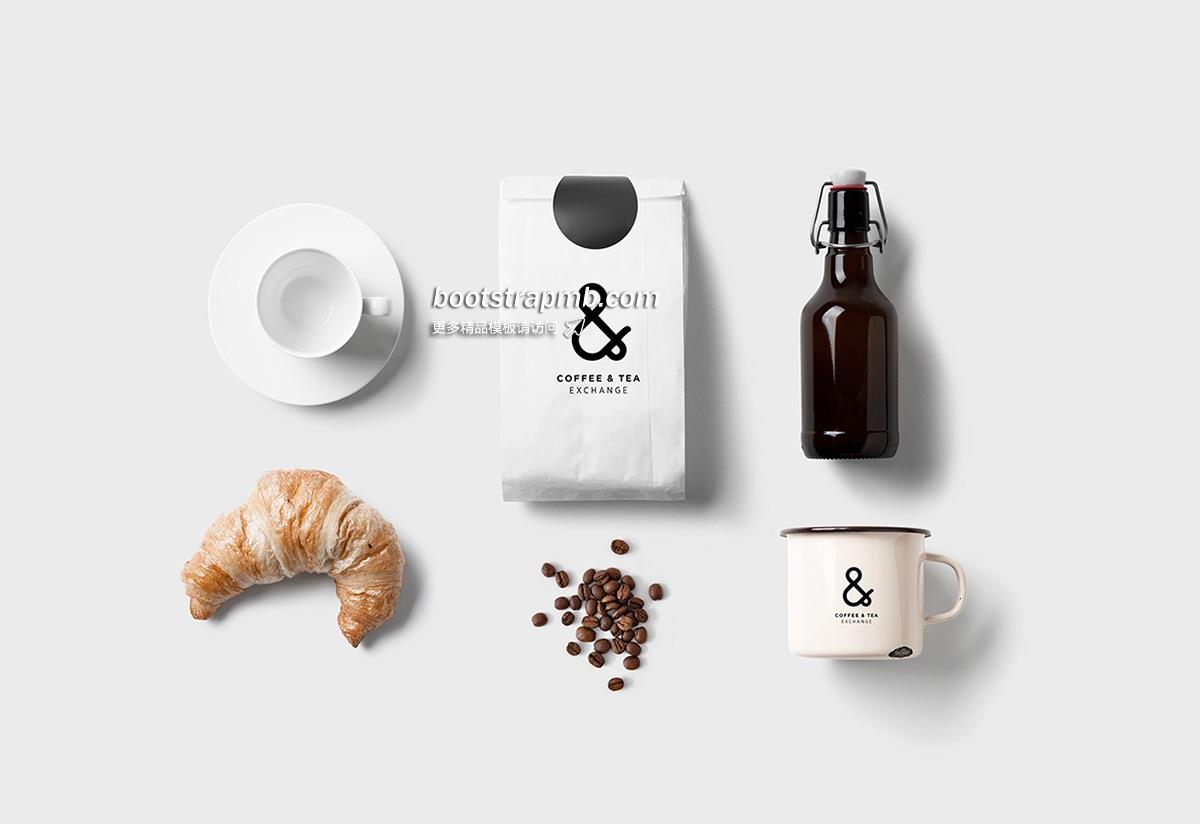 bootstrapmb.com
更多精品模板请访问
&
COFFEE & TEA
EXCHANGE
&
COFFEE & TEA
EXCHANGE